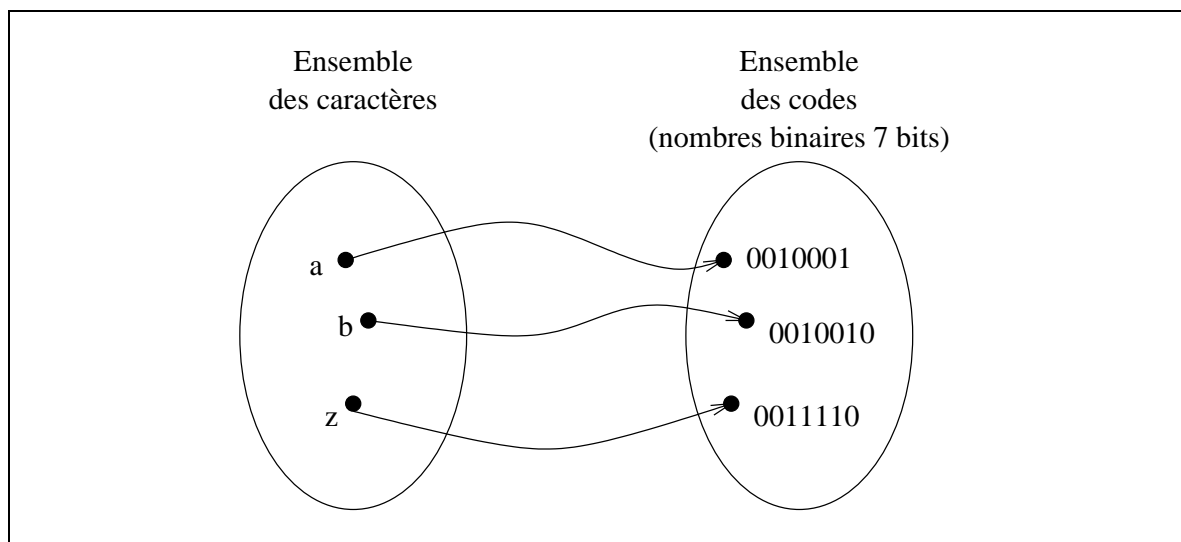 Ensemble
des caractères
Ensemble
des codes
(nombres binaires 7 bits)
a
0010001
b
0010010
z
0011110